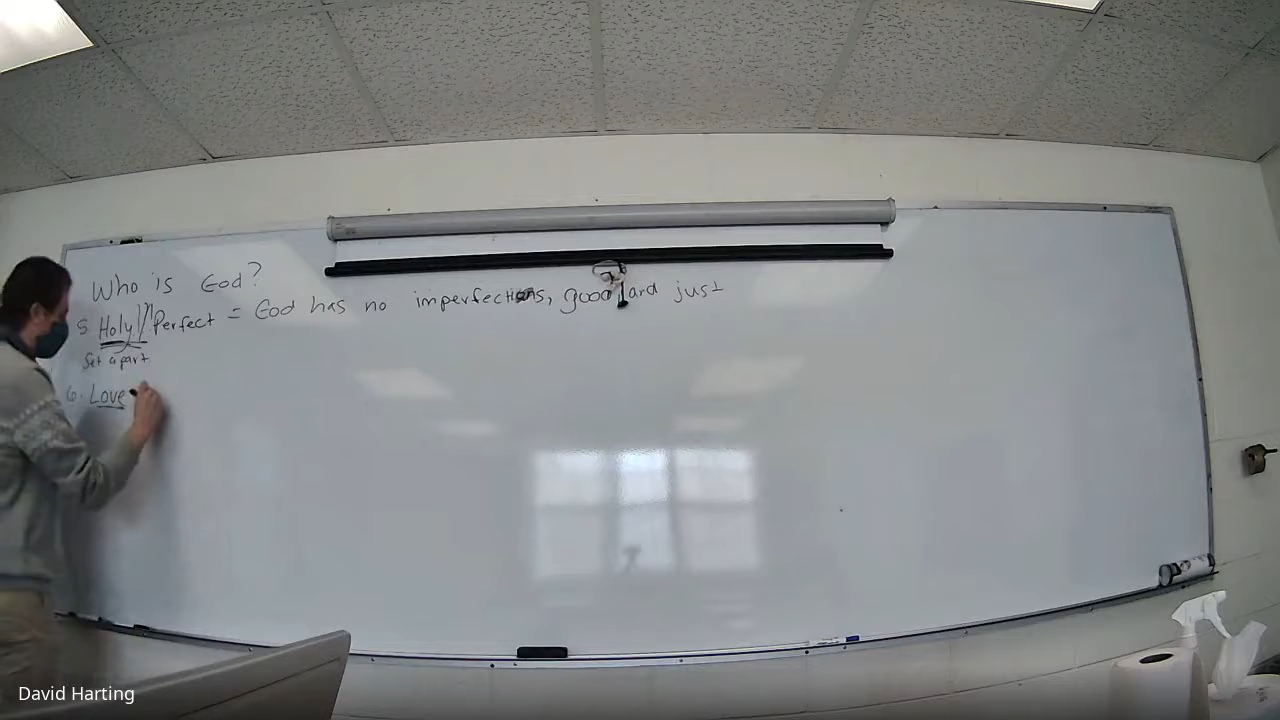 Who is God?
5. Holy//Perfect = God has no imperfections, good and just
Set apart
6. Love
David Harting